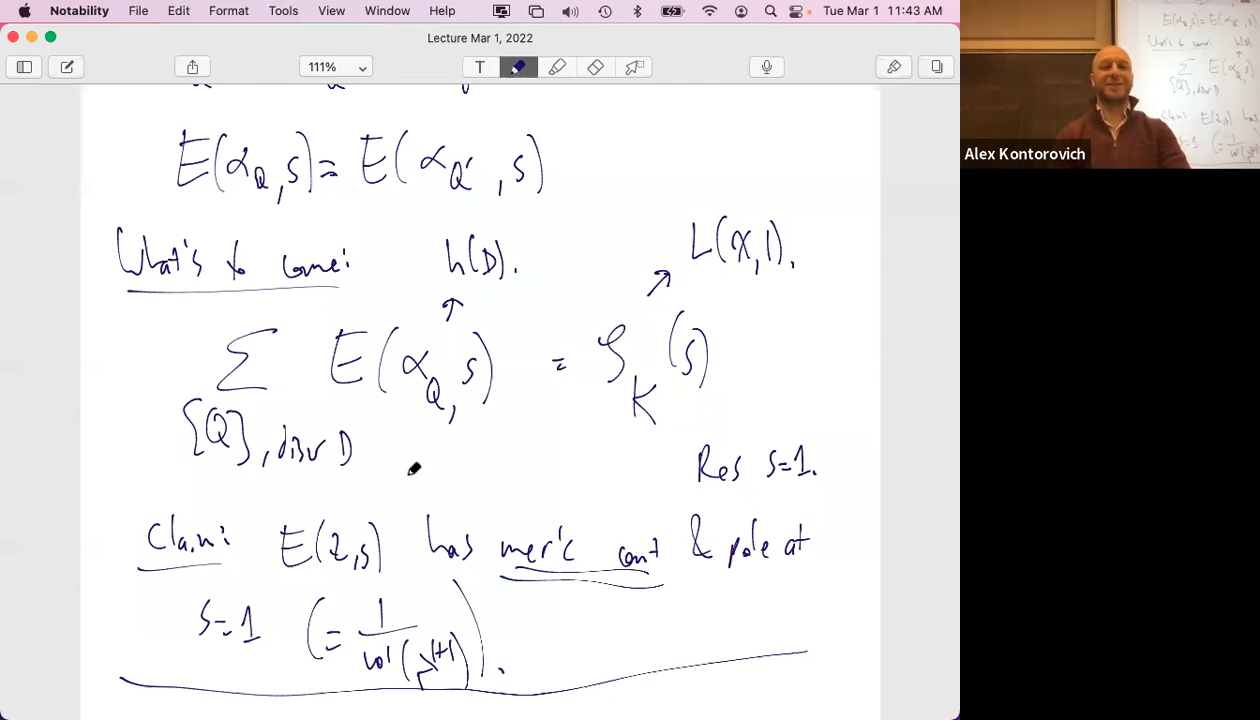 Notability File Edit Format Tools View Window Help Tue Mar 1 11:43 AM
Lecture Mar 1, 2022
111%
T
E(α_Q, s) = E(α_Q', s)
What's to come: h(D). L(χ,1).
↑ ↗
Σ E(α_Q, s) = ζ_K(s)
{Q}, discr D
Res s=1.
Claim: E(z,s) has mer'c cont & pole at
s=1 (= 1/vol(Γ\H)).
Alex Kontorovich